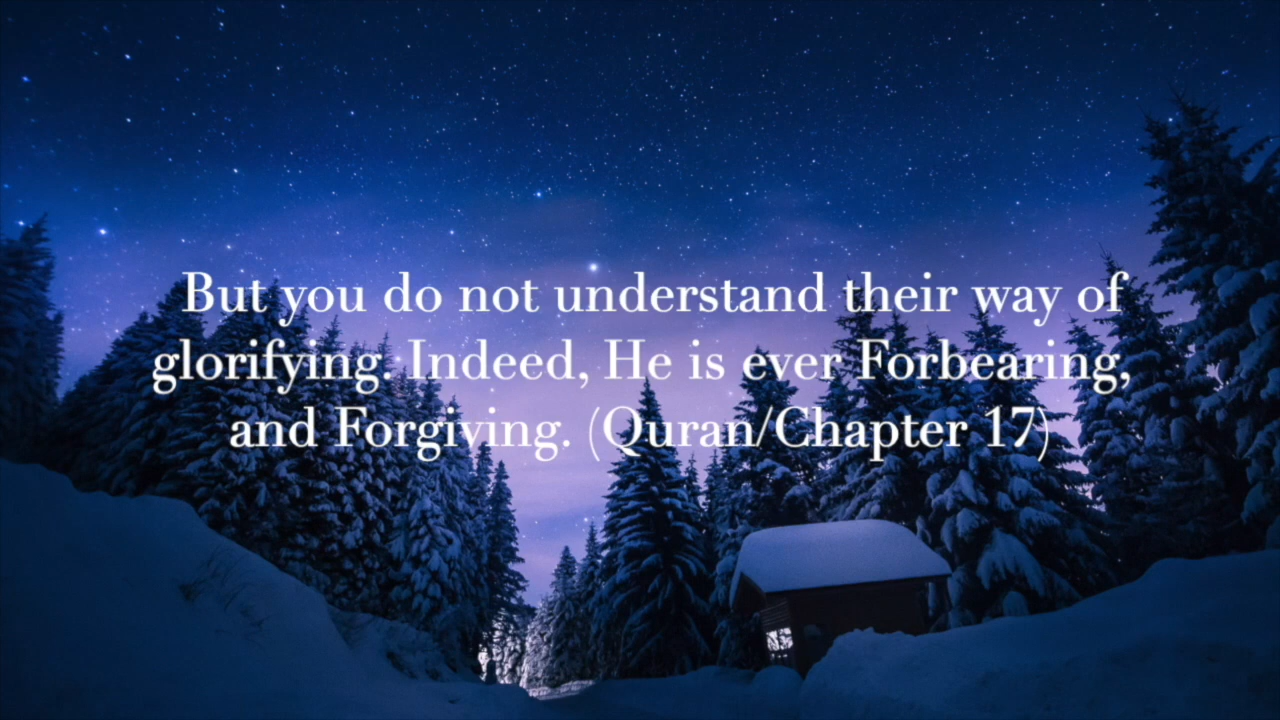 But you do not understand their way of
glorifying. Indeed, He is ever Forbearing,
and Forgiving. (Quran/Chapter 17)